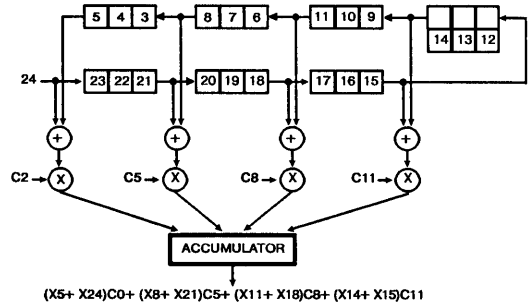 5 4 3 8 7 6 11 10 9
14 13 12
24 23 22 21 20 19 18 17 16 15
+ + + +
C2 X C5 X C8 X C11 X
ACCUMULATOR
(X5+ X24)C0+ (X8+ X21)C5+ (X11+ X18)C8+ (X14+ X15)C11